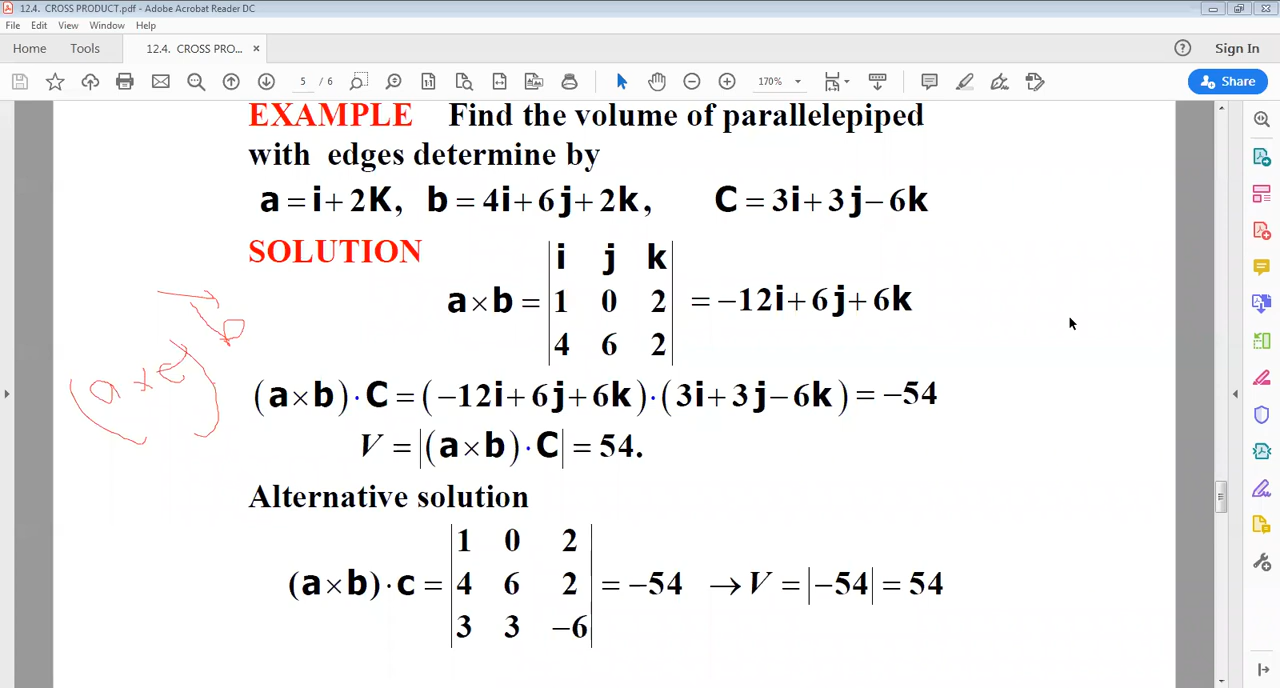 12.4. CROSS PRODUCT.pdf - Adobe Acrobat Reader DC
File Edit View Window Help
Home Tools 12.4. CROSS PRO... × Sign In
5 / 6 170% Share
EXAMPLE Find the volume of parallelepiped
with edges determine by
a = i + 2K, b = 4i + 6j + 2k, C = 3i + 3j − 6k
SOLUTION
a × b = | i j k |
| 1 0 2 | = −12i + 6j + 6k
| 4 6 2 |
(a × c) b
(a × b) · C = (−12i + 6j + 6k) · (3i + 3j − 6k) = −54
V = |(a × b) · C| = 54.
Alternative solution
| 1 0 2 |
(a × b) · c = | 4 6 2 | = −54 → V = |−54| = 54
| 3 3 −6 |